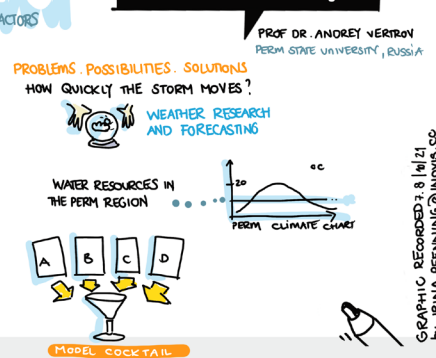 ACTORS
PROF DR. ANDREY VERTROV
PERM STATE UNIVERSITY, RUSSIA
PROBLEMS. POSSIBILITIES. SOLUTIONS
HOW QUICKLY THE STORM MOVES?
WEATHER RESEARCH
AND FORECASTING
WATER RESOURCES IN
THE PERM REGION
20
°C
PERM CLIMATE CHART
A
B
C
D
MODEL COCKTAIL
GRAPHIC RECORDED 7. 8 | 10 | 21